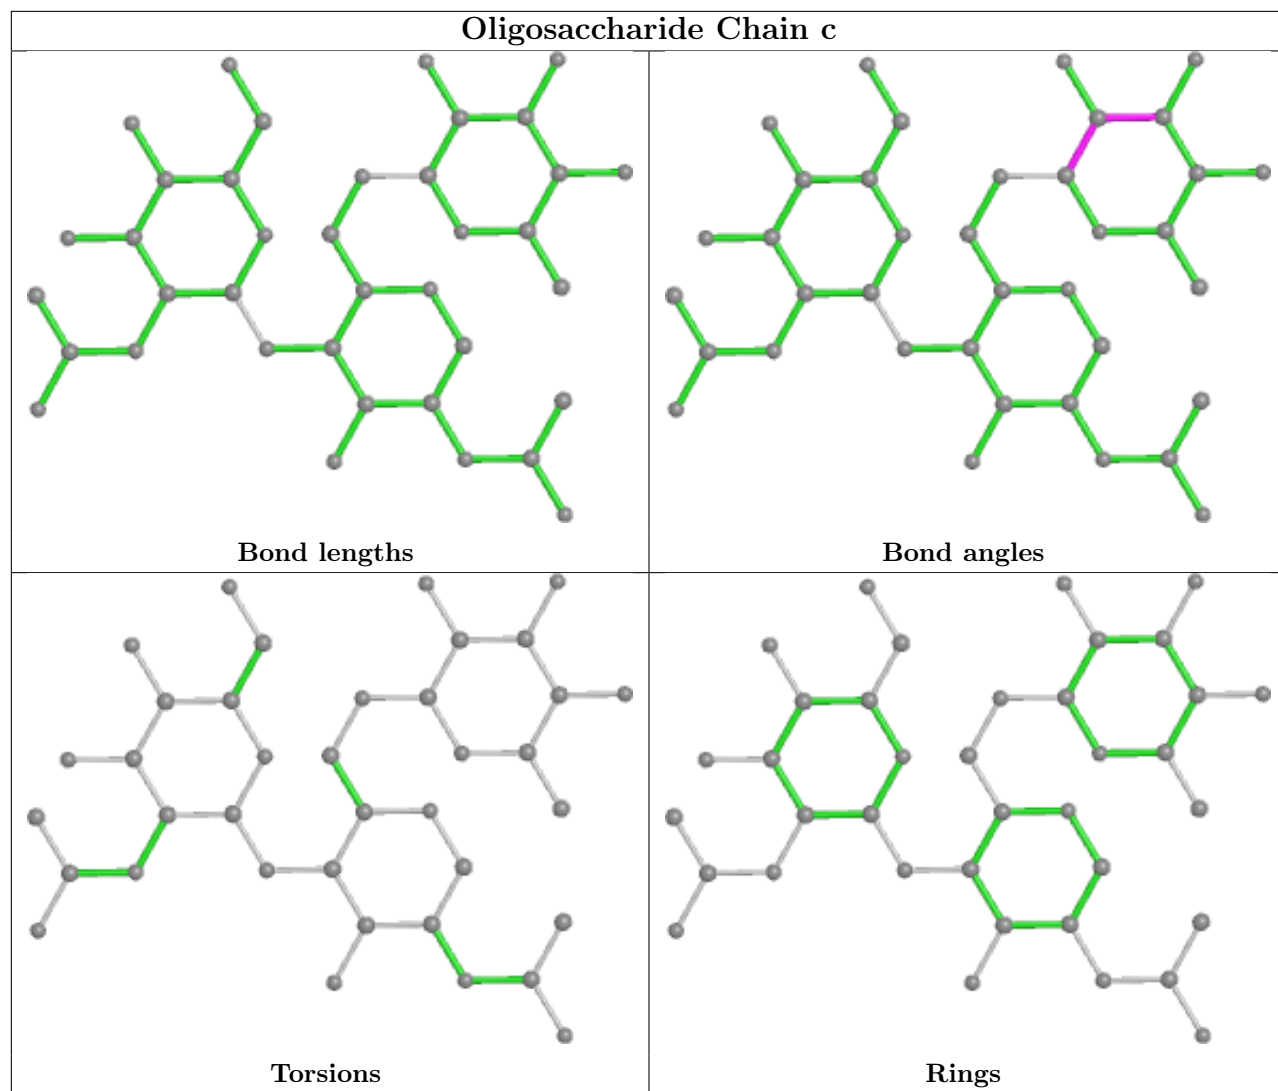 Oligosaccharide Chain c
Bond lengths
Bond angles
Torsions
Rings